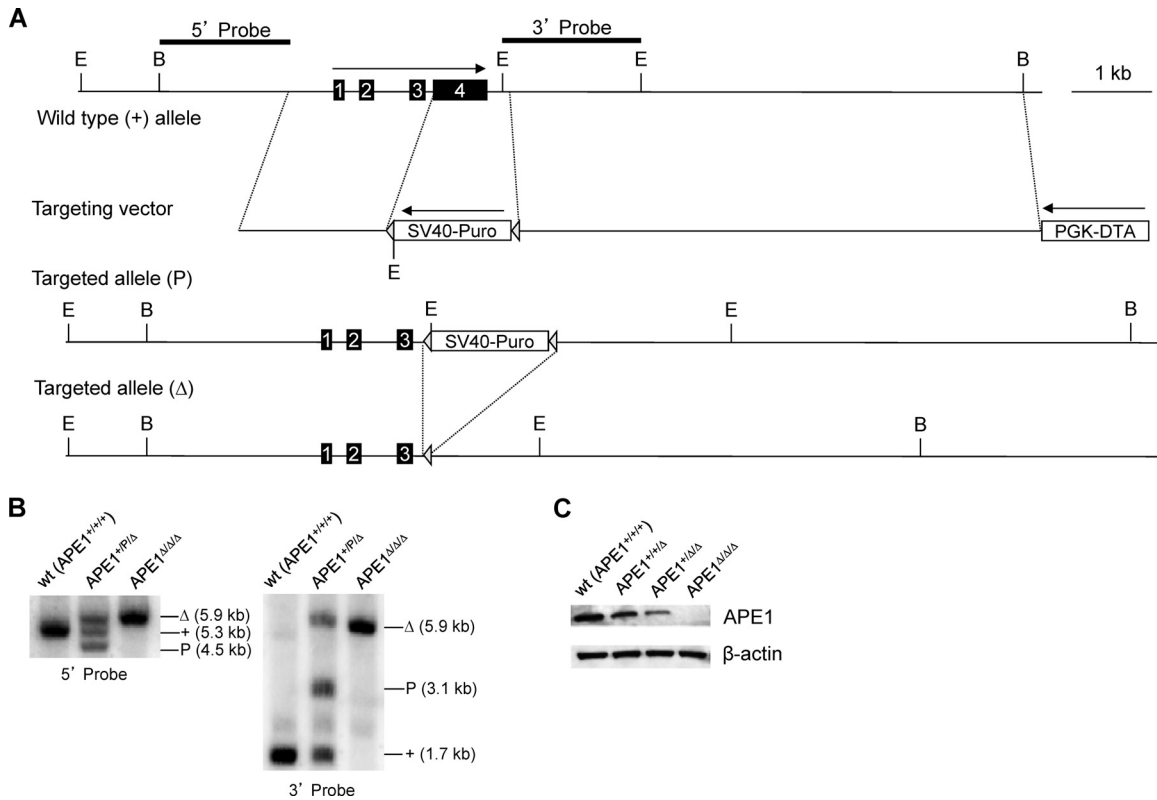 A
5’ Probe
3’ Probe
E
B
E
E
B
1 kb
1
2
3
4
Wild type (+) allele
Targeting vector
SV40-Puro
PGK-DTA
E
Targeted allele (P)
E
B
E
E
B
1
2
3
SV40-Puro
Targeted allele (Δ)
E
B
E
B
1
2
3
B
wt (APE1+/+/+)
APE1+/P/Δ
APE1Δ/Δ/Δ
Δ (5.9 kb)
+ (5.3 kb)
P (4.5 kb)
5’ Probe
wt (APE1+/+/+)
APE1+/P/Δ
APE1Δ/Δ/Δ
Δ (5.9 kb)
P (3.1 kb)
+ (1.7 kb)
3’ Probe
C
wt (APE1+/+/+)
APE1+/+/Δ
APE1+/Δ/Δ
APE1Δ/Δ/Δ
APE1
β-actin